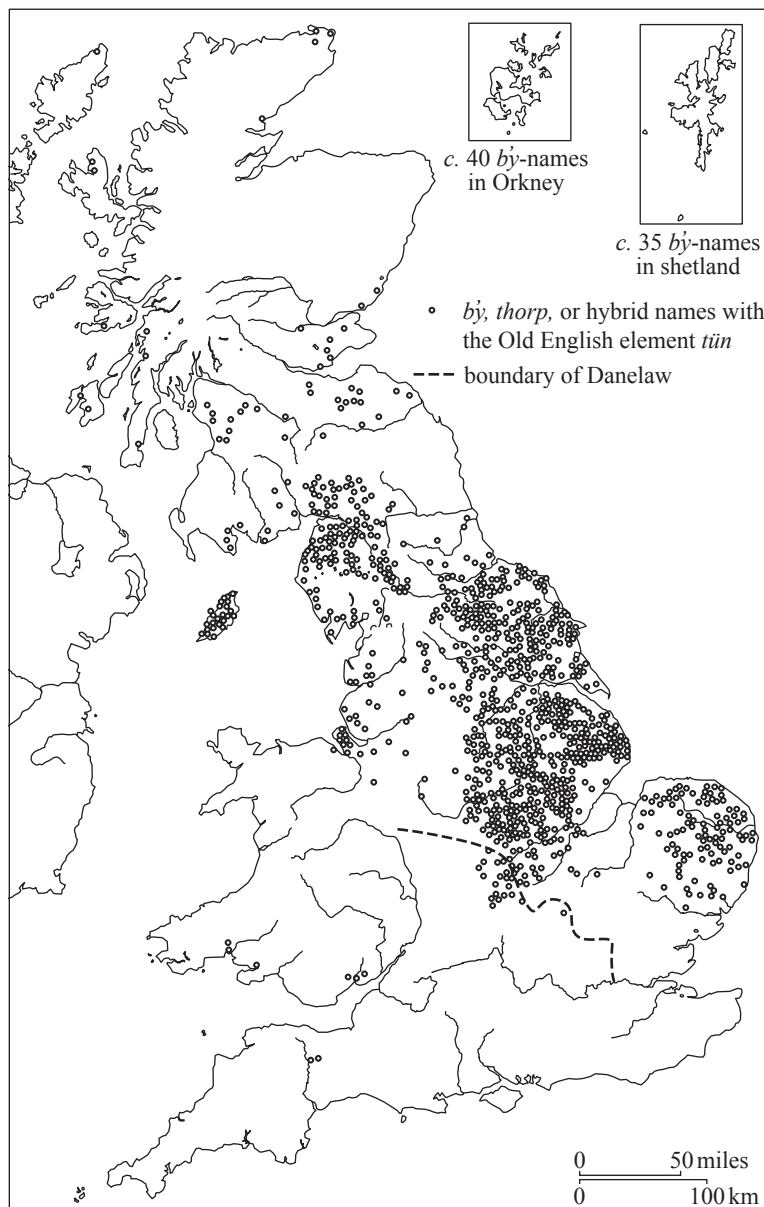 c. 40 bý-names
in Orkney
c. 35 bý-names
in shetland
bý, thorp, or hybrid names with
the Old English element tün
boundary of Danelaw
0 50 miles
0 100 km